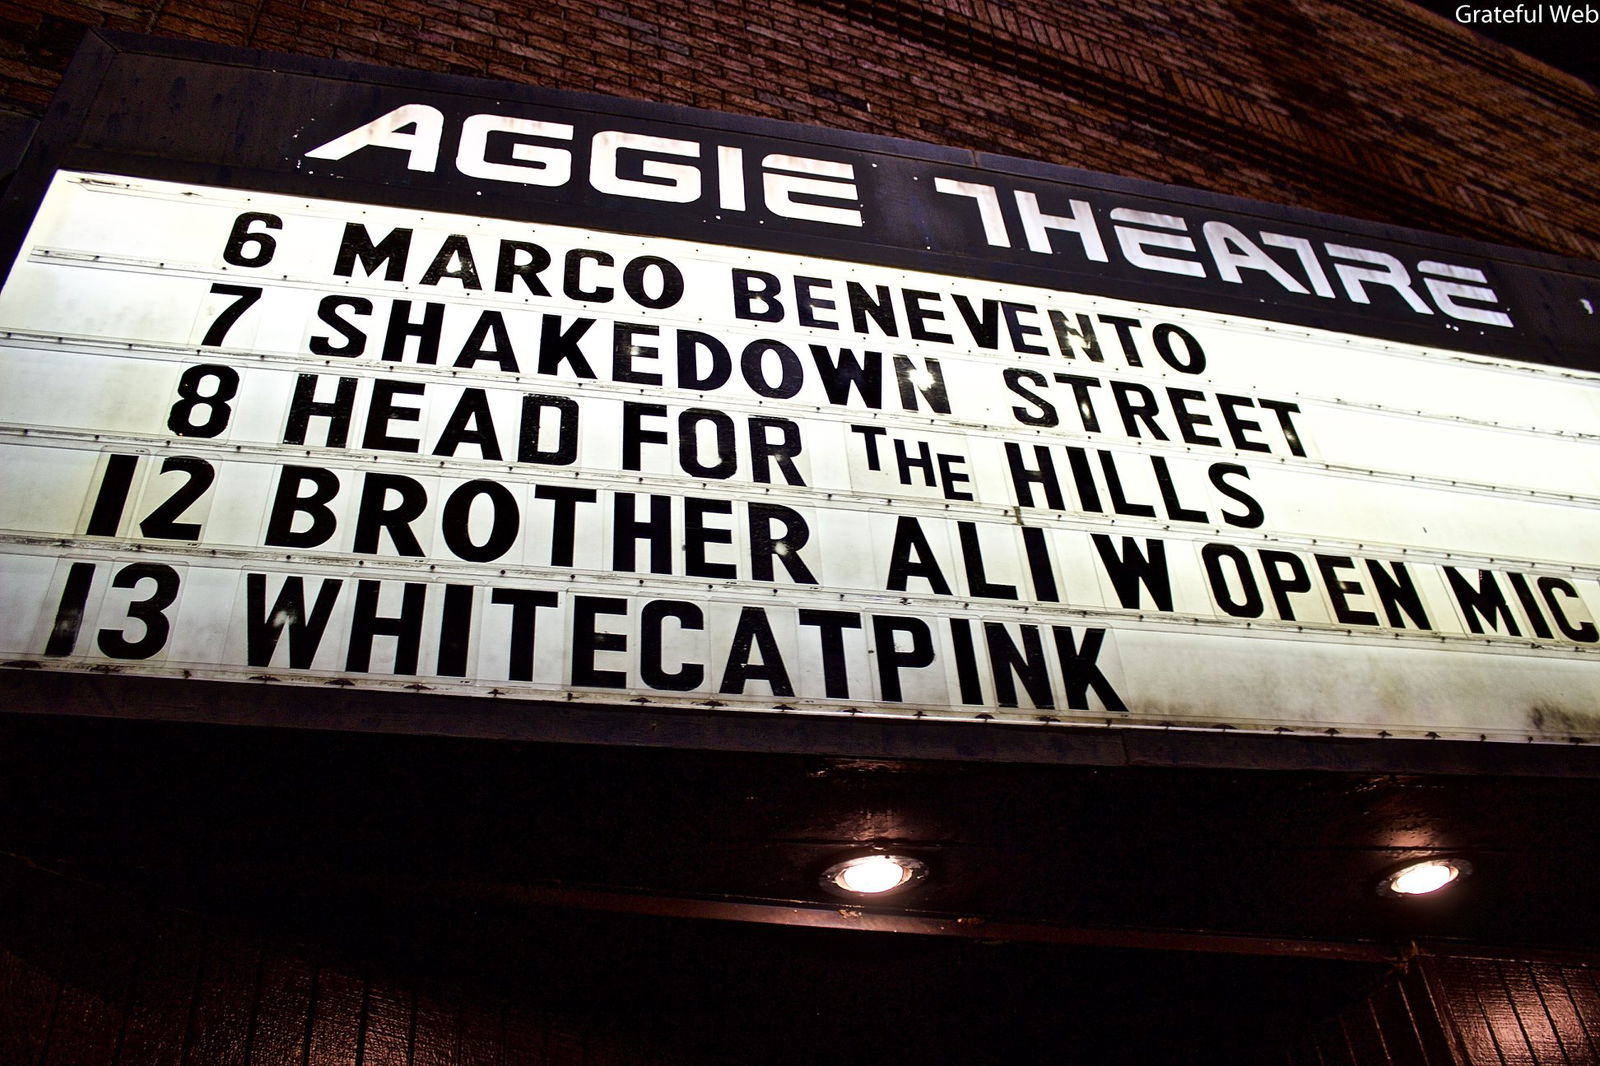 Grateful Web
AGGIE THEATRE
6 MARCO BENEVENTO
7 SHAKEDOWN STREET
8 HEAD FOR THE HILLS
12 BROTHER ALI W OPEN MIC
13 WHITECATPINK